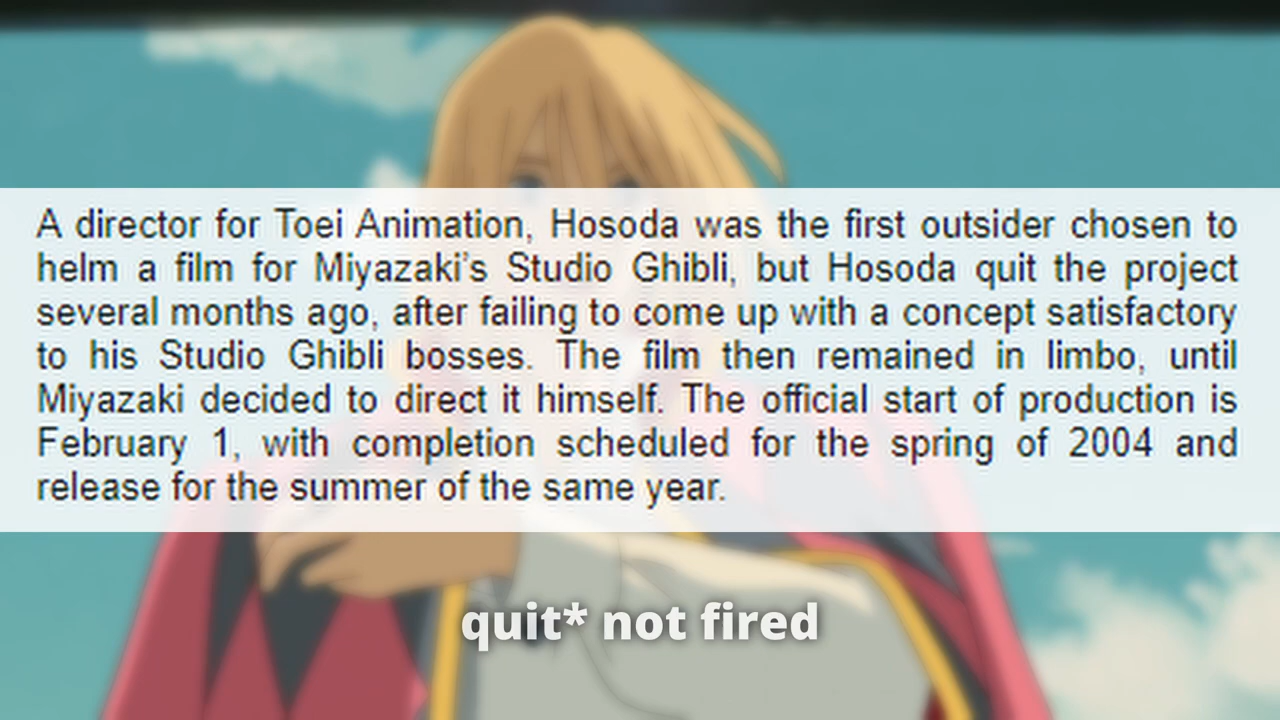 A director for Toei Animation, Hosoda was the first outsider chosen to
helm a film for Miyazaki’s Studio Ghibli, but Hosoda quit the project
several months ago, after failing to come up with a concept satisfactory
to his Studio Ghibli bosses. The film then remained in limbo, until
Miyazaki decided to direct it himself. The official start of production is
February 1, with completion scheduled for the spring of 2004 and
release for the summer of the same year.
quit* not fired